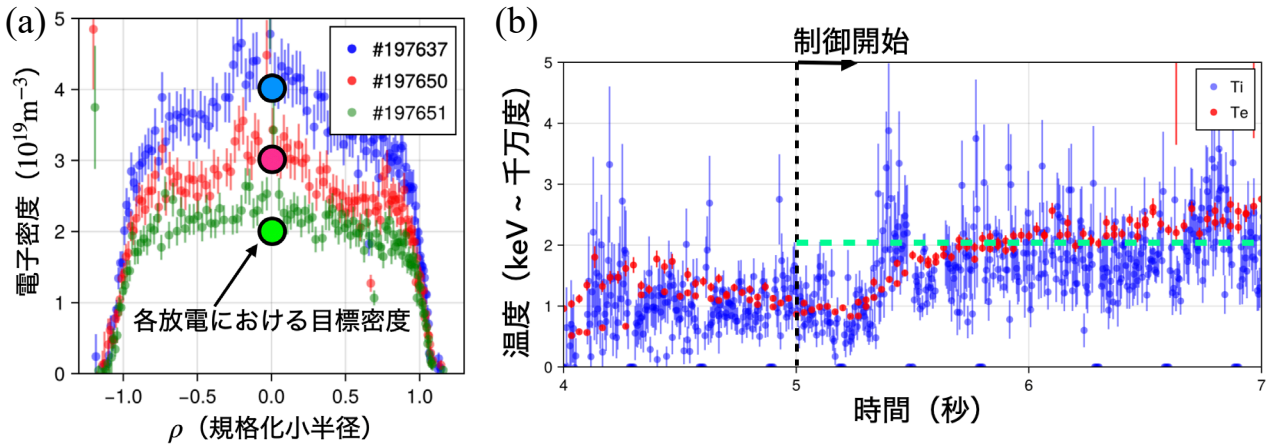 (a)
電子密度（10¹⁹m⁻³）
5
4
3
2
1
0
#197637
#197650
#197651
各放電における目標密度
−1.0 −0.5 0.0 0.5 1.0
ρ（規格化小半径）
(b)
制御開始
温度（keV ~ 千万度）
5
4
3
2
1
0
Ti
Te
4 5 6 7
時間（秒）